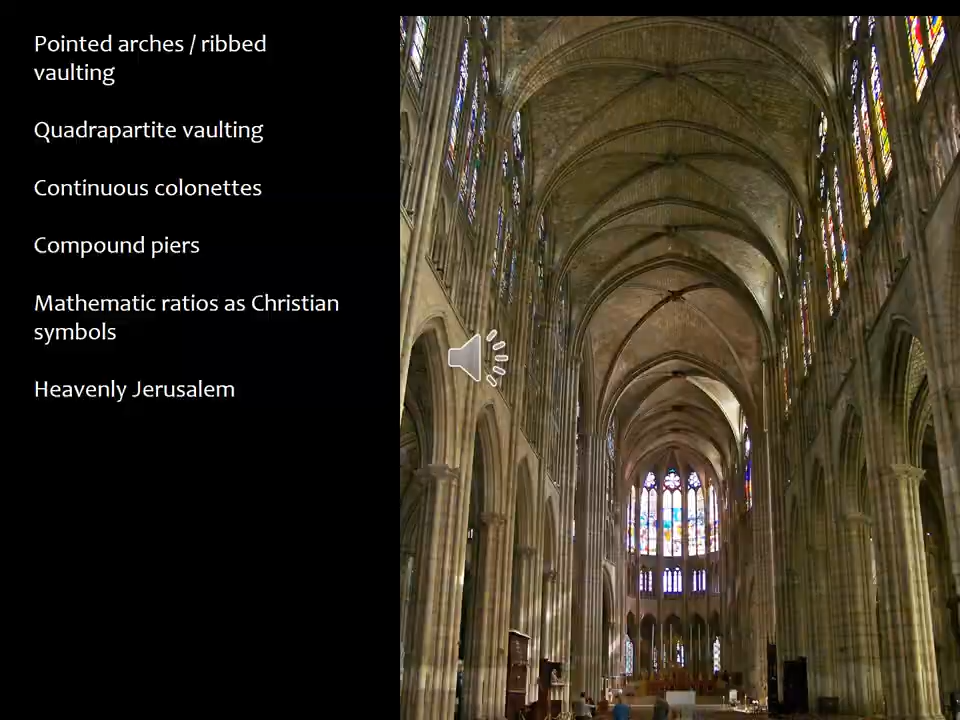 Pointed arches / ribbed
vaulting
Quadrapartite vaulting
Continuous colonettes
Compound piers
Mathematic ratios as Christian
symbols
Heavenly Jerusalem